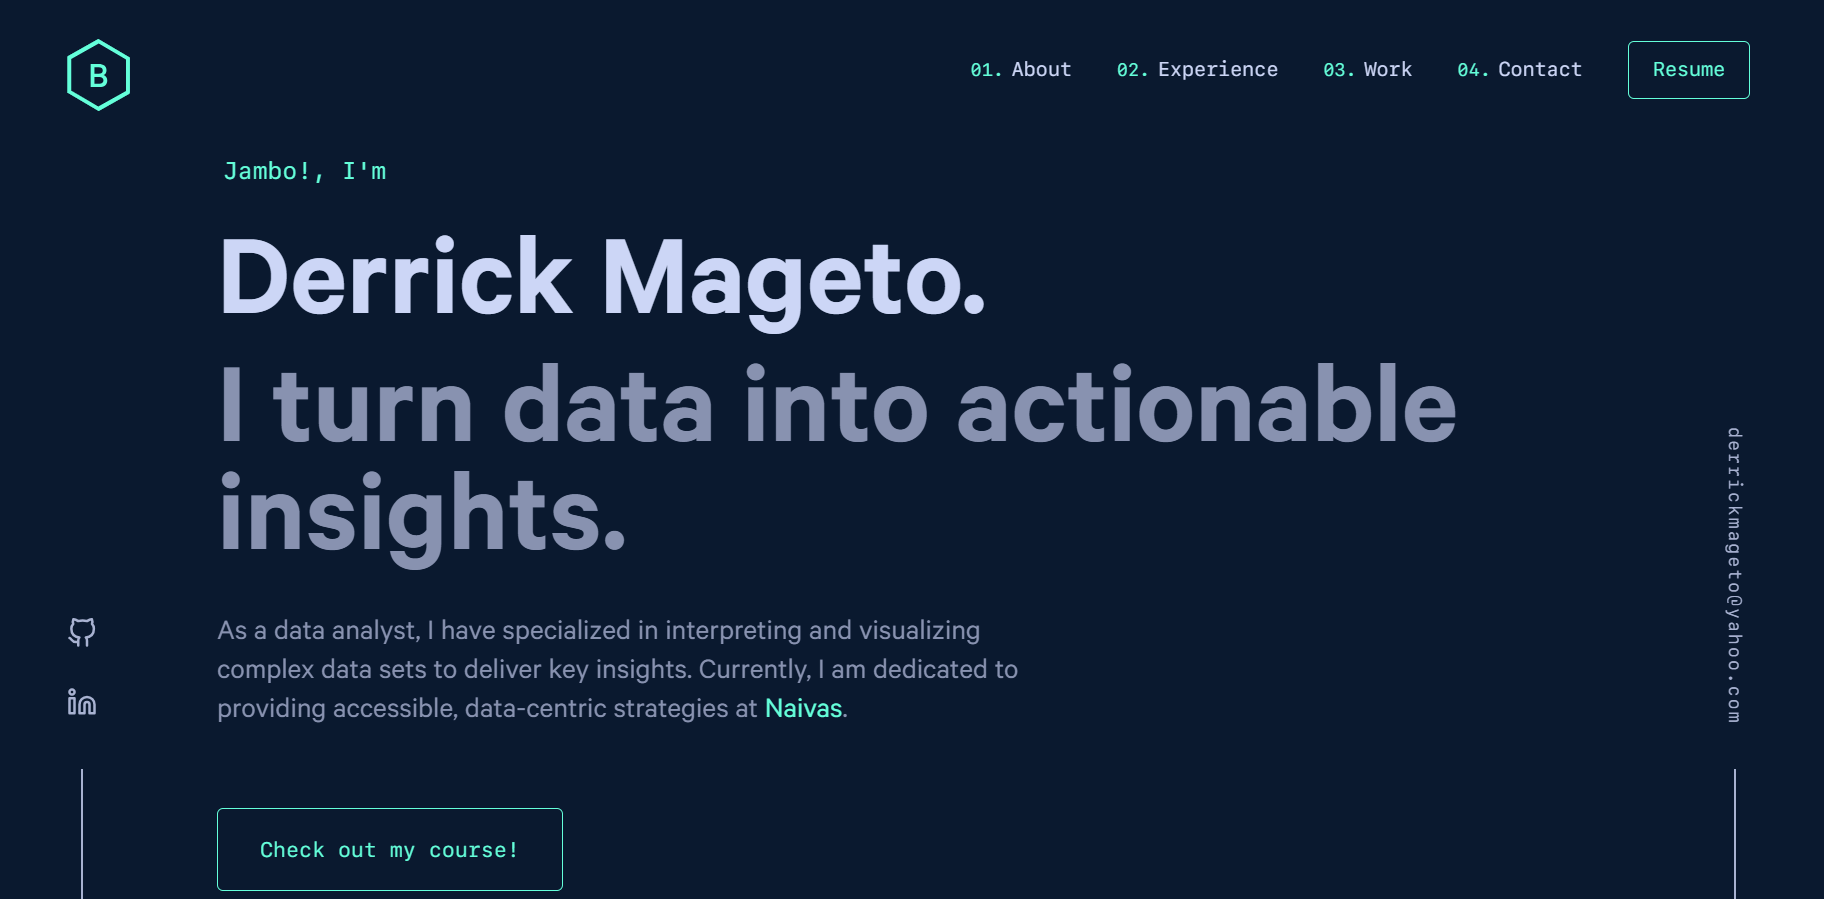 B
01. About 02. Experience 03. Work 04. Contact Resume
Jambo!, I'm
Derrick Mageto.
I turn data into actionable
insights.
As a data analyst, I have specialized in interpreting and visualizing
complex data sets to deliver key insights. Currently, I am dedicated to
providing accessible, data-centric strategies at Naivas.
Check out my course!
derrickmageto@yahoo.com